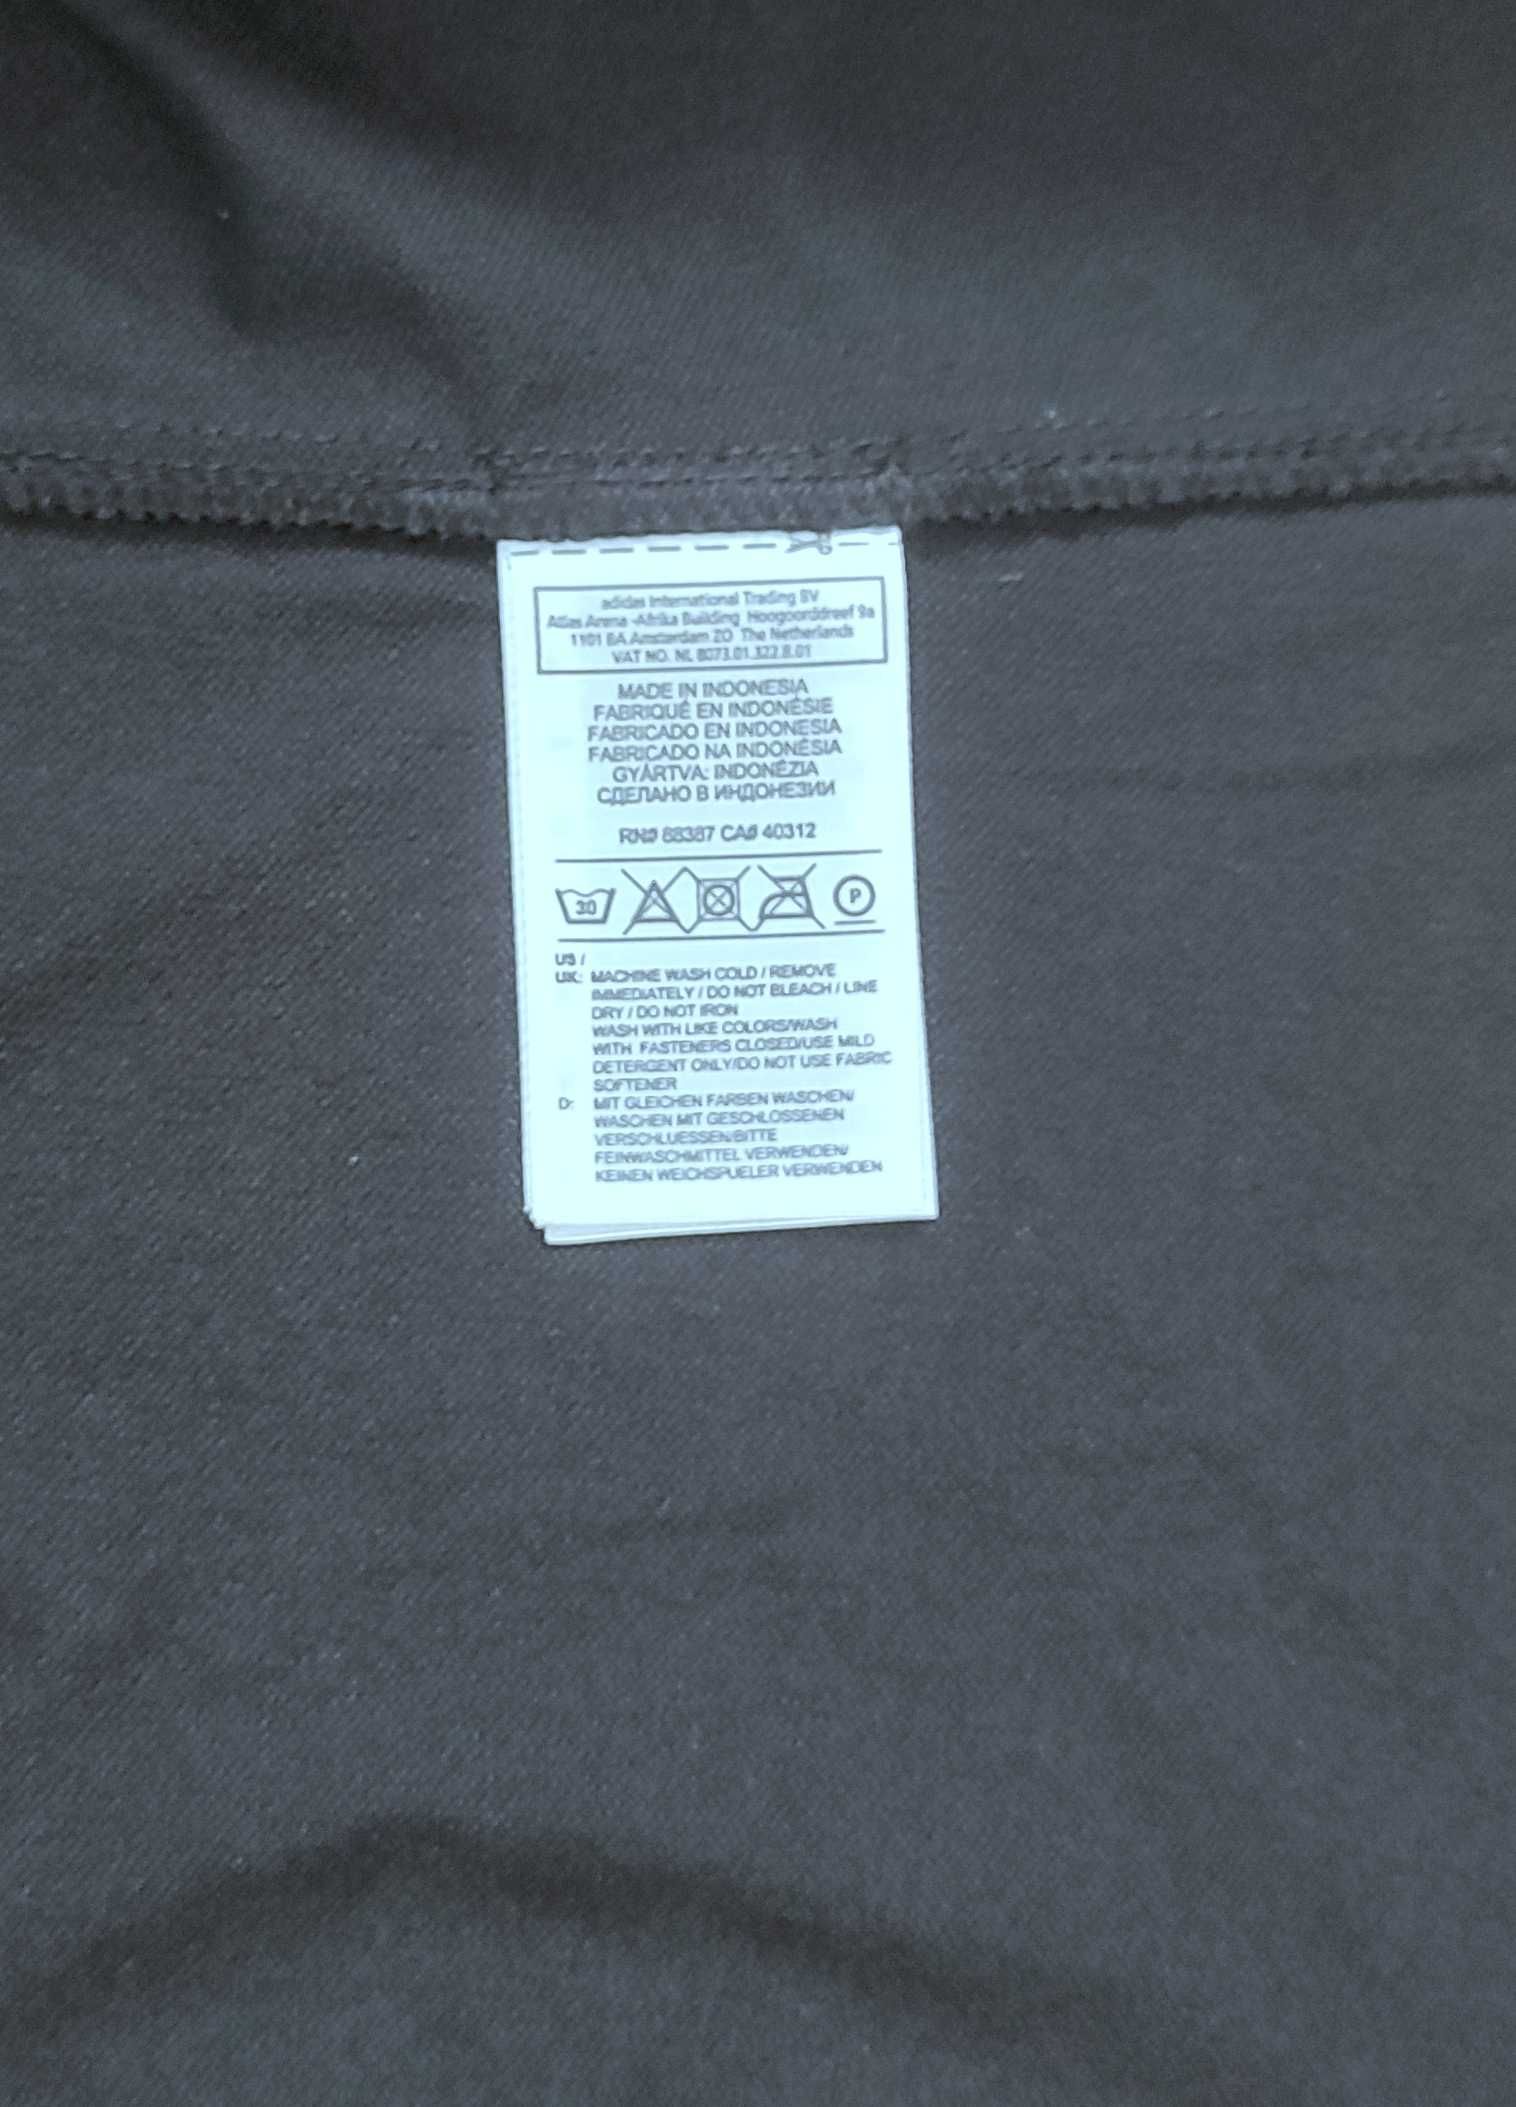 adidas International Trading BV
Atlas Arena -Afrika Building Hoogoorddreef 9a
1101 BA Amsterdam ZO The Netherlands
VAT NO. NL 8073.01.322.B.01
MADE IN INDONESIA
FABRIQUÉ EN INDONÉSIE
FABRICADO EN INDONESIA
FABRICADO NA INDONÉSIA
GYÁRTVA: INDONÉZIA
СДЕЛАНО В ИНДОНЕЗИИ
RN# 88387 CA# 40312
30 P
US /
UK: MACHINE WASH COLD / REMOVE
IMMEDIATELY / DO NOT BLEACH / LINE
DRY / DO NOT IRON
WASH WITH LIKE COLORS/WASH
WITH FASTENERS CLOSED/USE MILD
DETERGENT ONLY/DO NOT USE FABRIC
SOFTENER
D: MIT GLEICHEN FARBEN WASCHEN/
WASCHEN MIT GESCHLOSSENEN
VERSCHLUESSEN/BITTE
FEINWASCHMITTEL VERWENDEN/
KEINEN WEICHSPUELER VERWENDEN